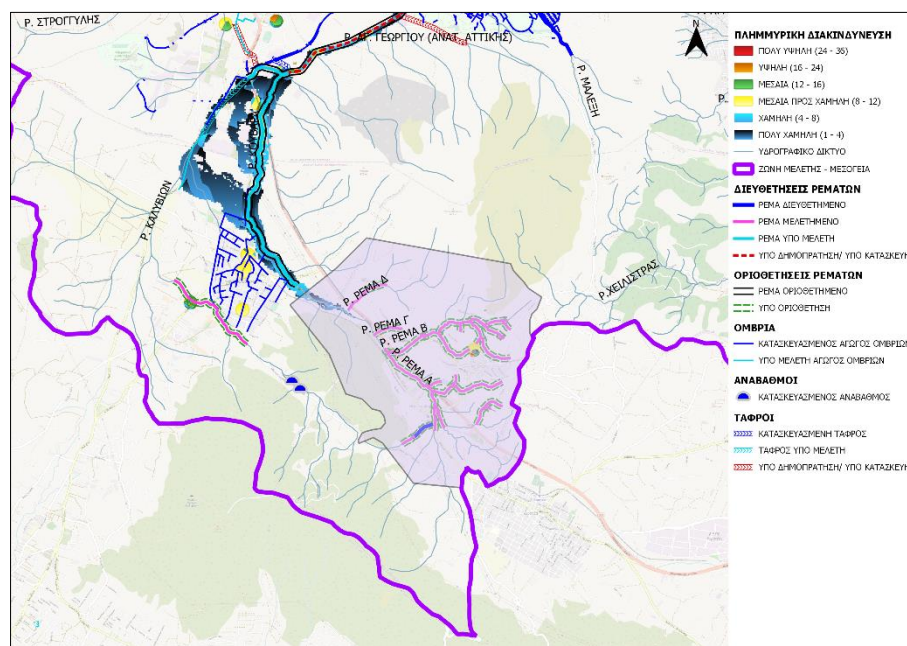 Ρ. ΣΤΡΟΓΓΥΛΗΣ
Ρ. ΑΓ. ΓΕΩΡΓΙΟΥ (ΑΝΑΤ. ΑΤΤΙΚΗΣ)
Ρ. ΜΑΛΕΞΗ
Ρ.
Ρ. ΚΑΛΥΒΙΩΝ
Ρ.ΧΕΙΛΙΣΤΡΑΣ
Ρ. ΡΕΜΑ Δ
Ρ. ΡΕΜΑ Γ
Ρ. ΡΕΜΑ Β
Ρ. ΡΕΜΑ Α
N
ΠΛΗΜΜΥΡΙΚΗ ΔΙΑΚΙΝΔΥΝΕΥΣΗ
ΠΟΛΥ ΥΨΗΛΗ (24 - 36)
ΥΨΗΛΗ (16 - 24)
ΜΕΣΑΙΑ (12 - 16)
ΜΕΣΑΙΑ ΠΡΟΣ ΧΑΜΗΛΗ (8 - 12)
ΧΑΜΗΛΗ (4 - 8)
ΠΟΛΥ ΧΑΜΗΛΗ (1 - 4)
ΥΔΡΟΓΡΑΦΙΚΟ ΔΙΚΤΥΟ
ΖΩΝΗ ΜΕΛΕΤΗΣ - ΜΕΣΟΓΕΙΑ
ΔΙΕΥΘΕΤΗΣΕΙΣ ΡΕΜΑΤΩΝ
ΡΕΜΑ ΔΙΕΥΘΕΤΗΜΕΝΟ
ΡΕΜΑ ΜΕΛΕΤΗΜΕΝΟ
ΡΕΜΑ ΥΠΟ ΜΕΛΕΤΗ
ΥΠΟ ΔΗΜΟΠΡΑΤΗΣΗ/ ΥΠΟ ΚΑΤΑΣΚΕΥΗ
ΟΡΙΟΘΕΤΗΣΕΙΣ ΡΕΜΑΤΩΝ
ΡΕΜΑ ΟΡΙΟΘΕΤΗΜΕΝΟ
ΥΠΟ ΟΡΙΟΘΕΤΗΣΗ
ΟΜΒΡΙΑ
ΚΑΤΑΣΚΕΥΑΣΜΕΝΟΣ ΑΓΩΓΟΣ ΟΜΒΡΙΩΝ
ΥΠΟ ΜΕΛΕΤΗ ΑΓΩΓΟΣ ΟΜΒΡΙΩΝ
ΑΝΑΒΑΘΜΟΙ
ΚΑΤΑΣΚΕΥΑΣΜΕΝΟΣ ΑΝΑΒΑΘΜΟΣ
ΤΑΦΡΟΙ
ΚΑΤΑΣΚΕΥΑΣΜΕΝΗ ΤΑΦΡΟΣ
ΤΑΦΡΟΣ ΥΠΟ ΜΕΛΕΤΗ
ΥΠΟ ΔΗΜΟΠΡΑΤΗΣΗ/ ΥΠΟ ΚΑΤΑΣΚΕΥΗ